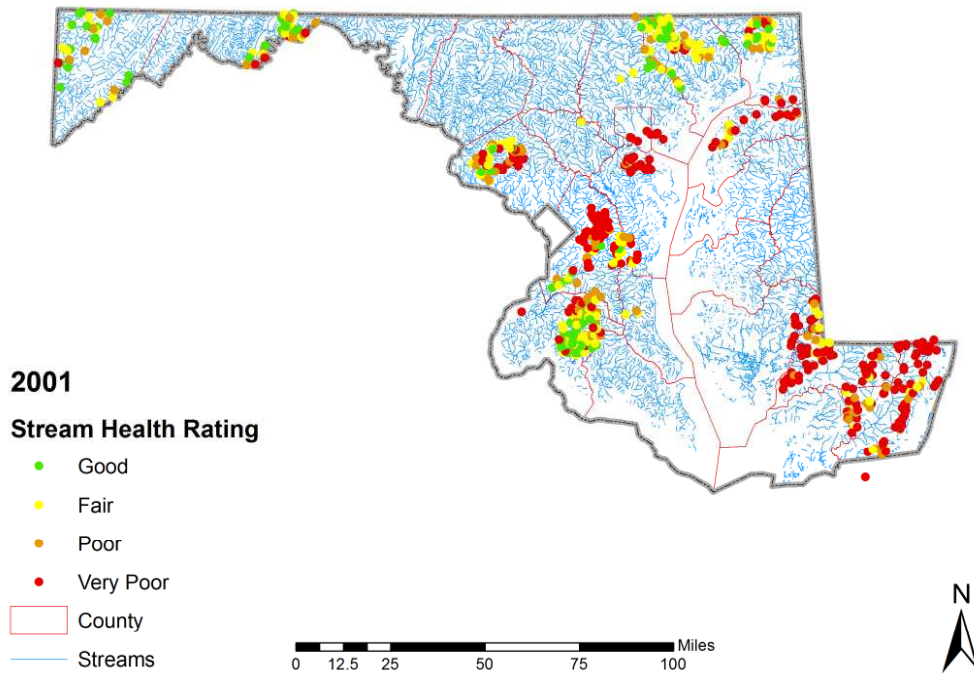 2001
Stream Health Rating
Good
Fair
Poor
Very Poor
County
Streams
Miles
0 12.5 25 50 75 100
N